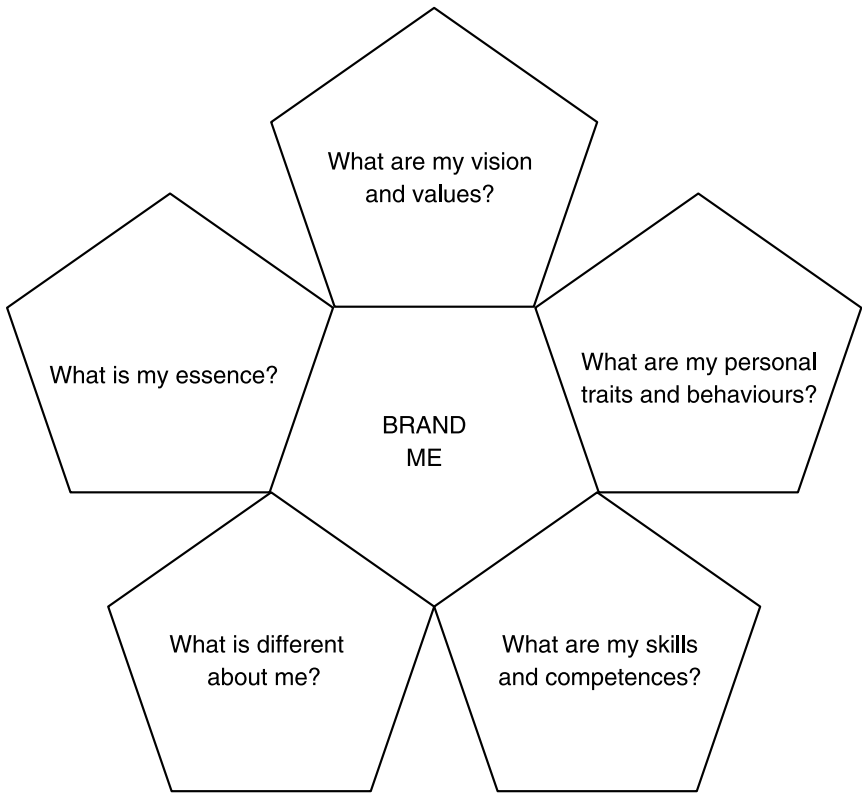 What are my vision
and values?
What is my essence?
What are my personal
traits and behaviours?
BRAND
ME
What is different
about me?
What are my skills
and competences?